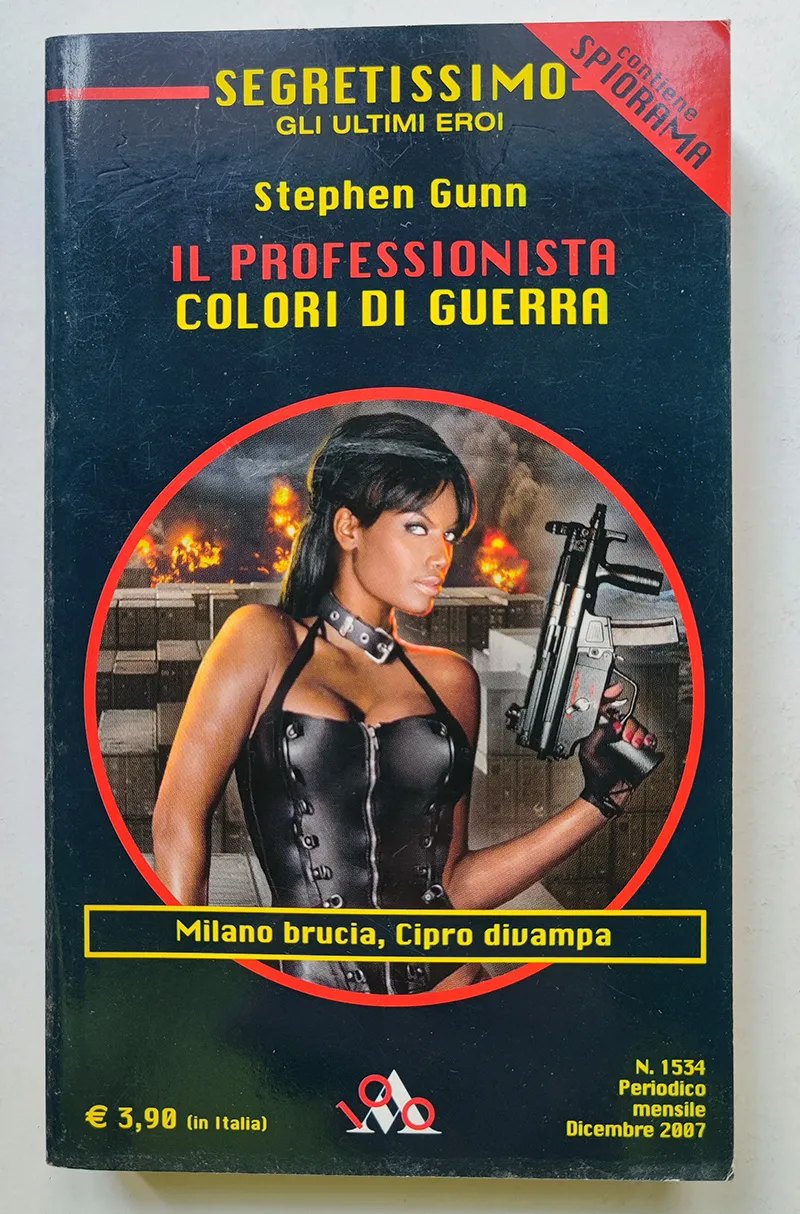 SEGRETISSIMO
GLI ULTIMI EROI
contiene
SPIORAMA
Stephen Gunn
IL PROFESSIONISTA
COLORI DI GUERRA
Milano brucia, Cipro divampa
€ 3,90 (in Italia)
100
N. 1534
Periodico
mensile
Dicembre 2007